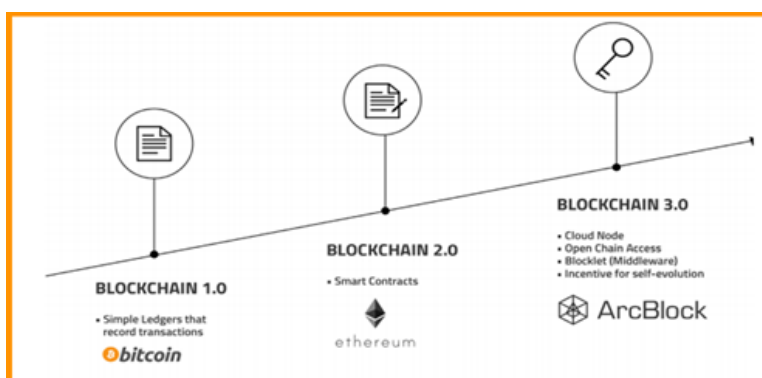 BLOCKCHAIN 1.0
• Simple Ledgers that
record transactions
bitcoin
BLOCKCHAIN 2.0
• Smart Contracts
ethereum
BLOCKCHAIN 3.0
• Cloud Node
• Open Chain Access
• Blocklet (Middleware)
• Incentive for self-evolution
ArcBlock